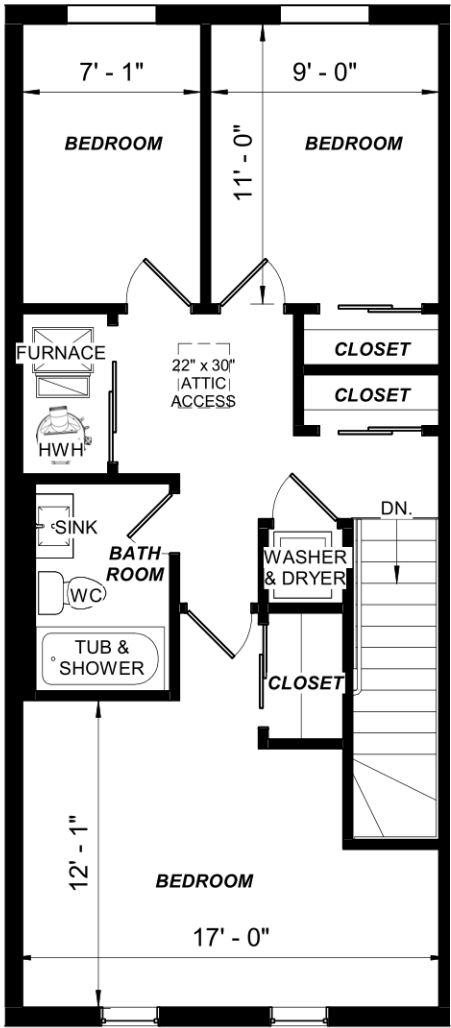 7' - 1"
9' - 0"
BEDROOM
BEDROOM
11' - 0"
FURNACE
22" x 30"
ATTIC
ACCESS
CLOSET
CLOSET
HWH
DN.
SINK
BATH
ROOM
WASHER
& DRYER
WC
TUB &
SHOWER
CLOSET
12' - 1"
BEDROOM
17' - 0"